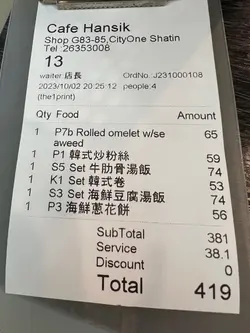 Cafe Hansik
Shop G83-85,CityOne Shatin
Tel :26353008
13
waiter:店長 OrdNo.:J231000108
2023/10/02 20:25:12 people:4
(the1print)
Qty Food Amount
1 P7b Rolled omelet w/se
aweed 65
1 P1 韓式炒粉絲 59
1 S5 Set 牛肋骨湯飯 74
1 K1 Set 韓式卷 53
1 S3 Set 海鮮豆腐湯飯 74
1 P3 海鮮蔥花餅 56
SubTotal 381
Service 38.1
Discount 0
Total 419